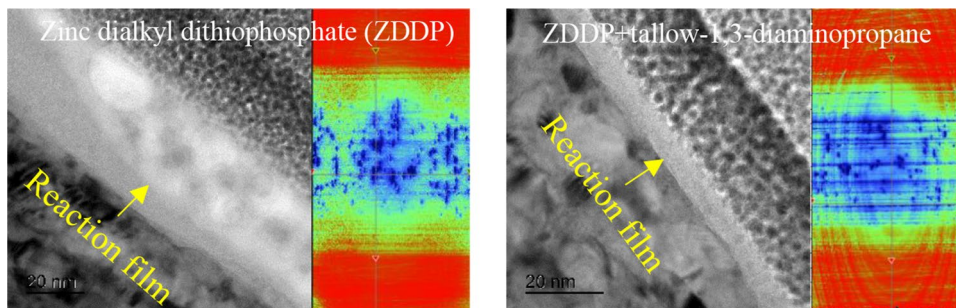 Zinc dialkyl dithiophosphate (ZDDP)
Reaction film
20 nm
ZDDP+tallow-1,3-diaminopropane
Reaction film
20 nm